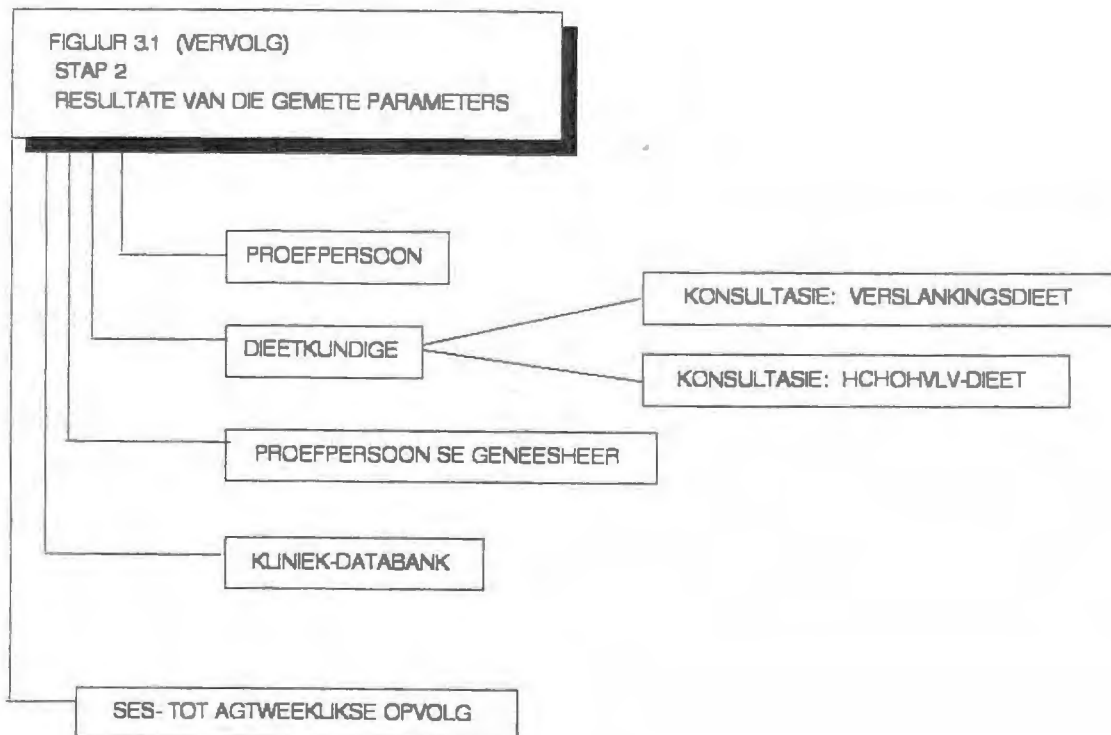 FIGUUR 3.1 (VERVOLG)
STAP 2
RESULTATE VAN DIE GEMETE PARAMETERS
PROEFPERSOON
KONSULTASIE: VERSLANKINGSDIEET
DIEETKUNDIGE
KONSULTASIE: HCHOHVLV-DIEET
PROEFPERSOON SE GENEESHEER
KLINIEK-DATABANK
SES- TOT AGTWEEKLIKSE OPVOLG